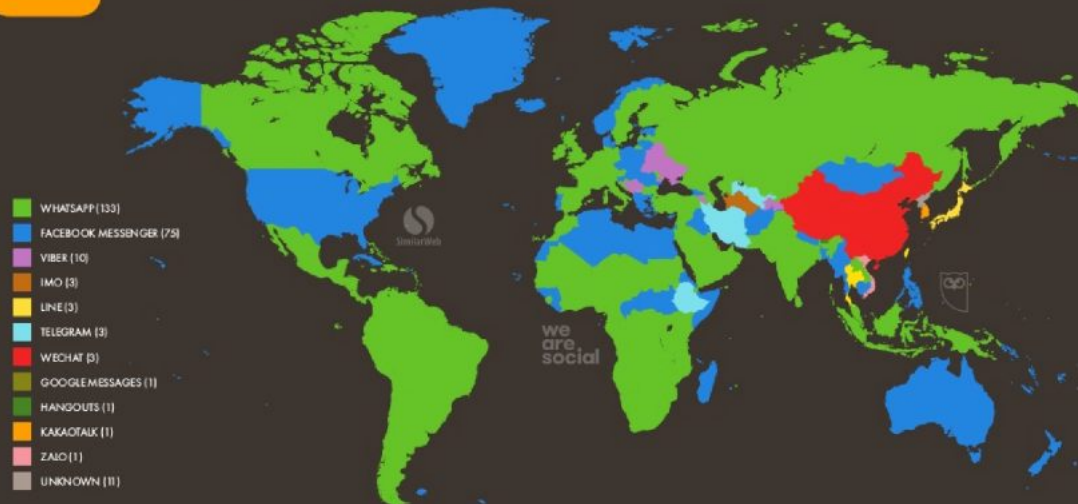 WHATSAPP (133)
FACEBOOK MESSENGER (75)
VIBER (10)
IMO (3)
LINE (3)
TELEGRAM (3)
WECHAT (3)
GOOGLE MESSAGES (1)
HANGOUTS (1)
KAKAOTALK (1)
ZALO (1)
UNKNOWN (11)
SimilarWeb
we
are
social